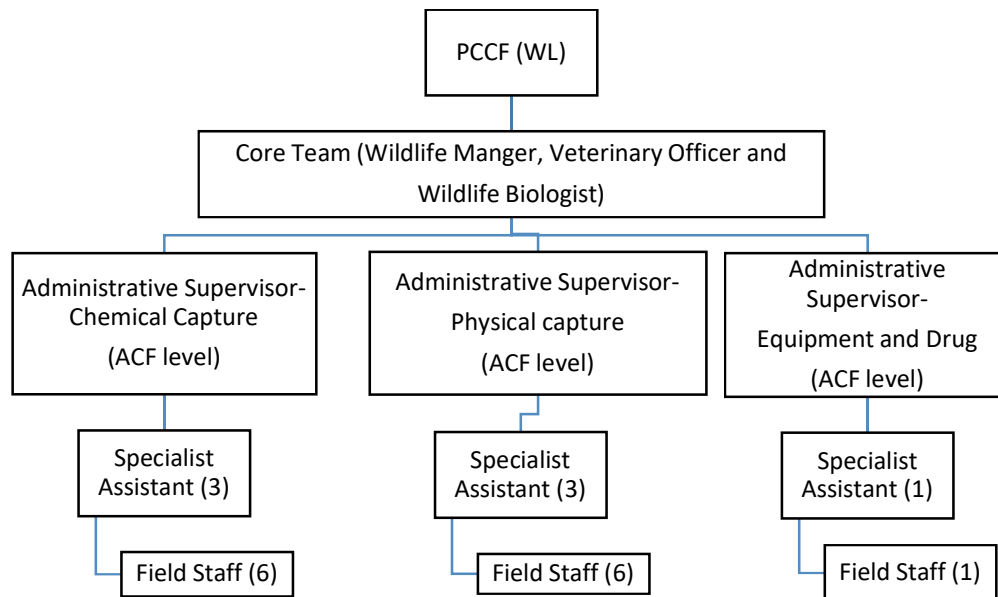 PCCF (WL)
Core Team (Wildlife Manger, Veterinary Officer and
Wildlife Biologist)
Administrative Supervisor-
Chemical Capture
(ACF level)
Administrative Supervisor-
Physical capture
(ACF level)
Administrative
Supervisor-
Equipment and Drug
(ACF level)
Specialist
Assistant (3)
Specialist
Assistant (3)
Specialist
Assistant (1)
Field Staff (6)
Field Staff (6)
Field Staff (1)